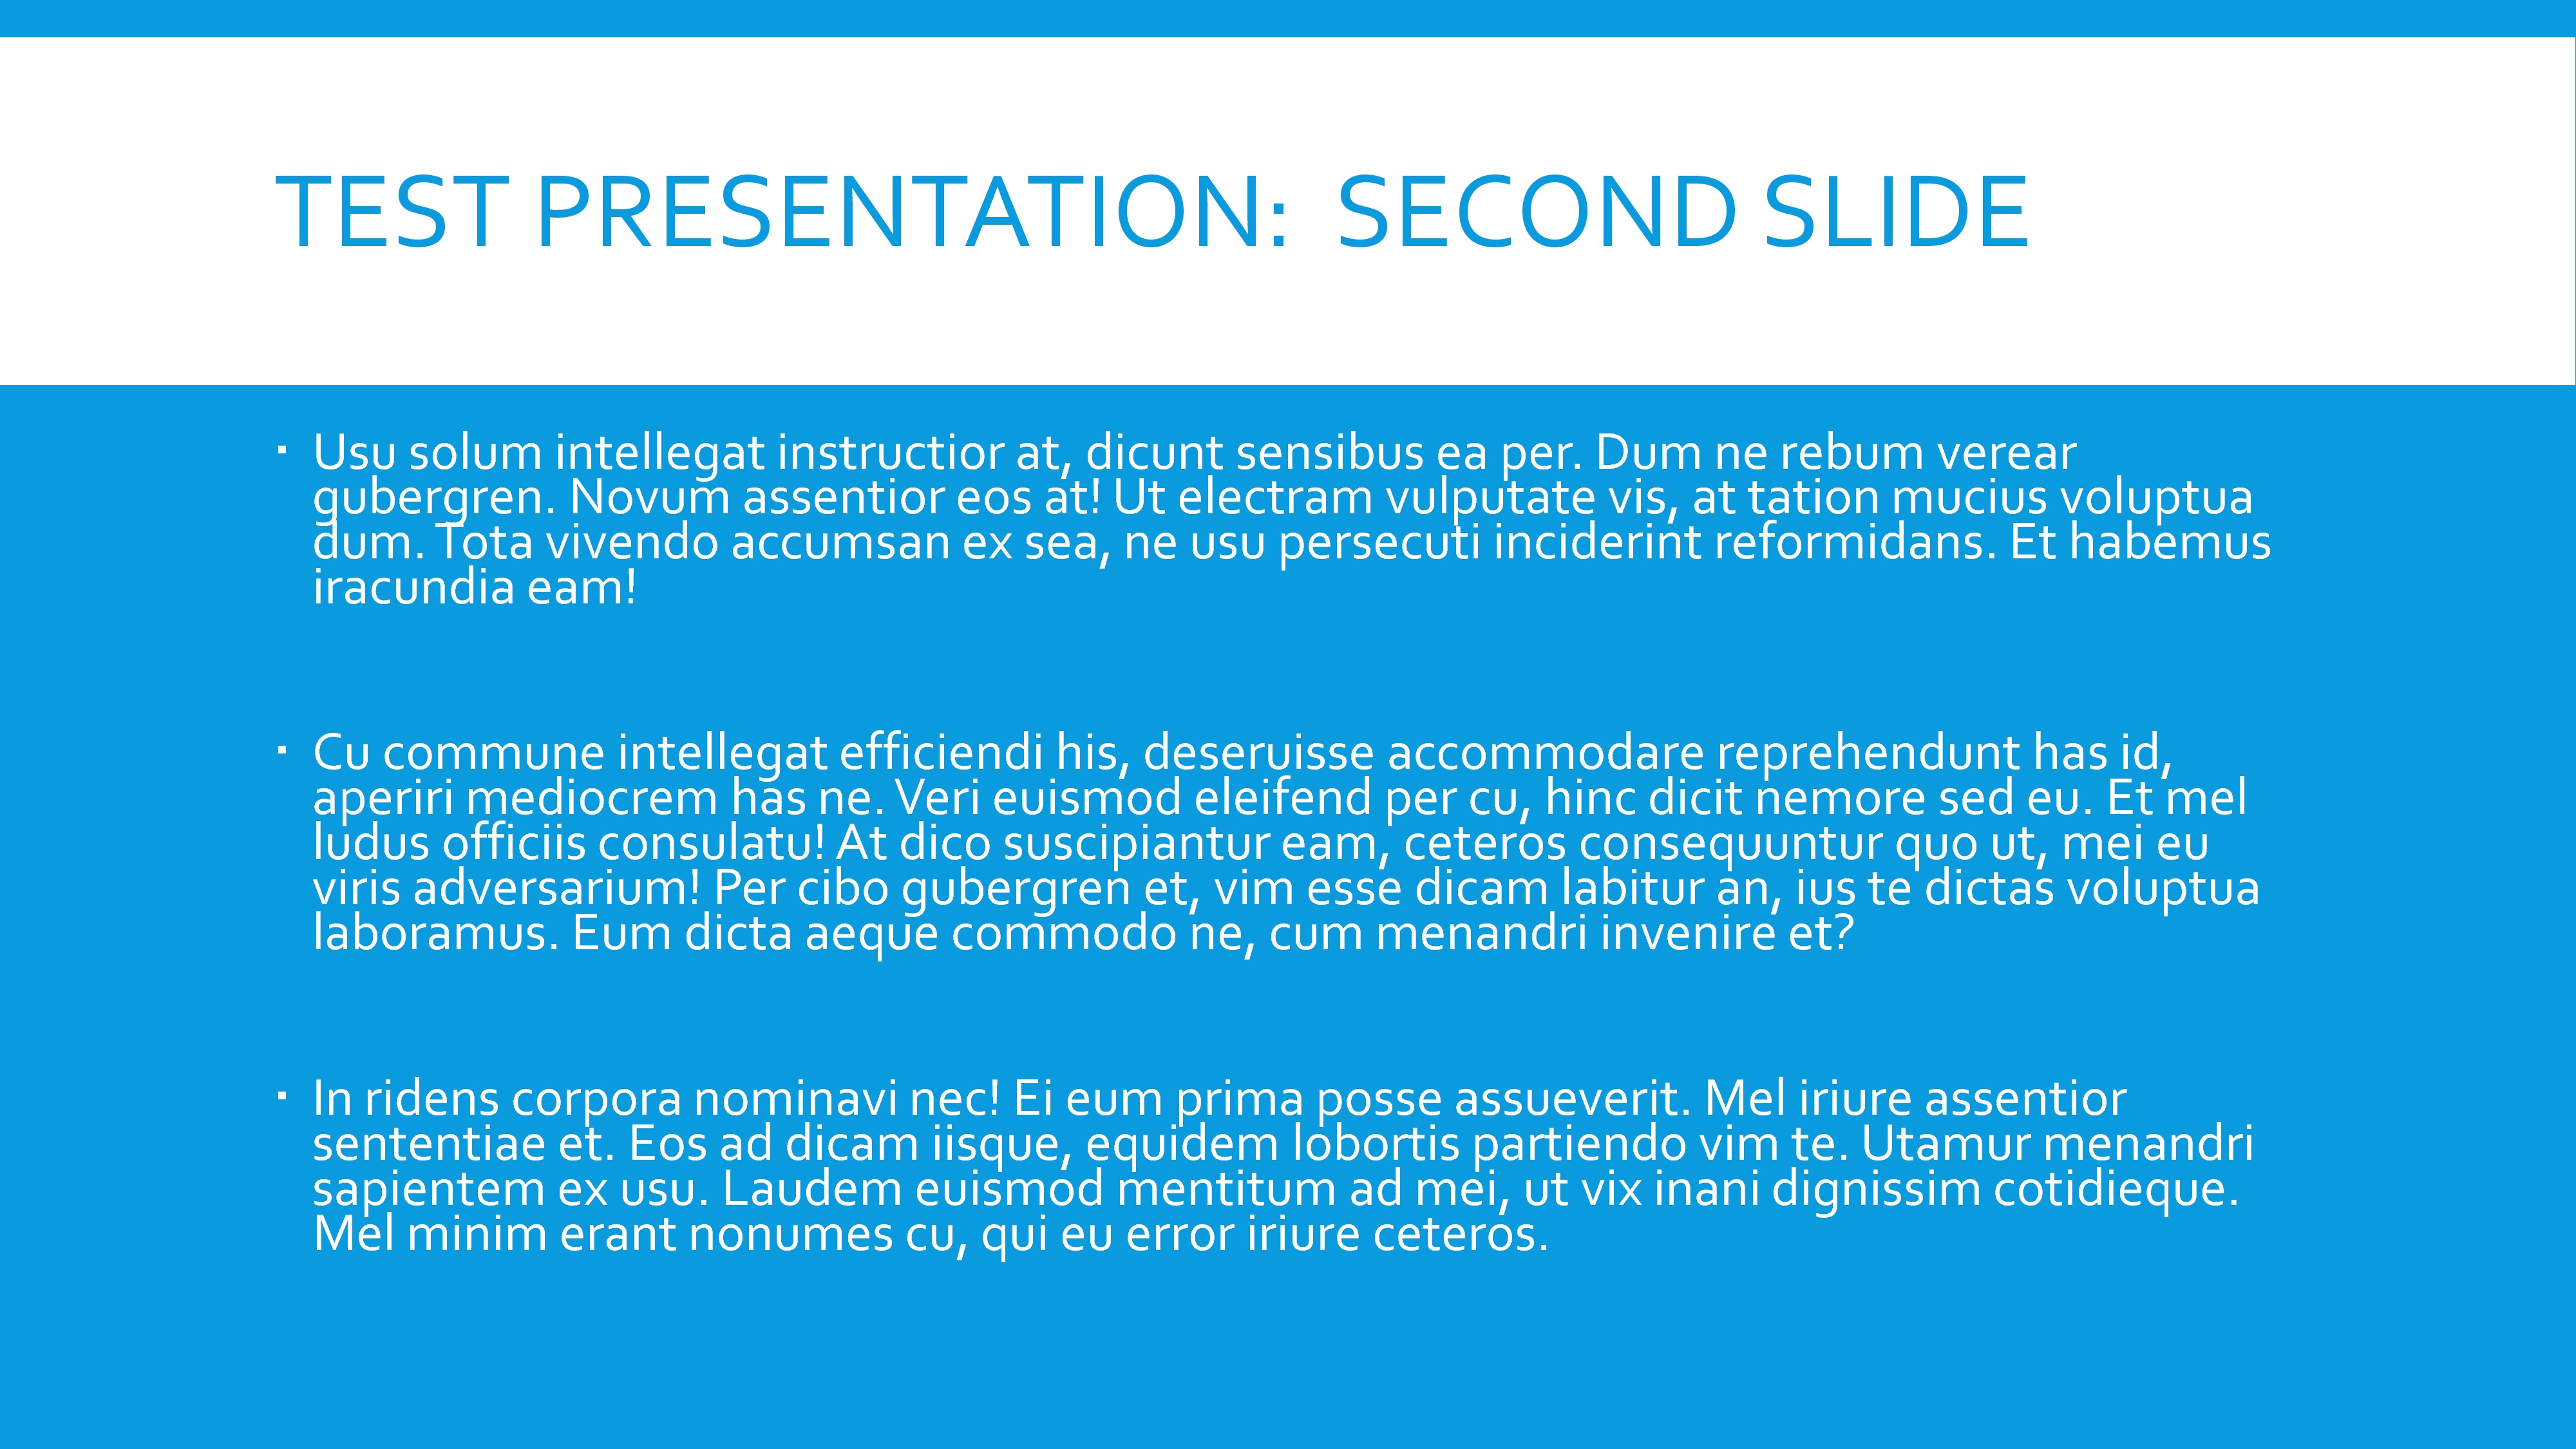 TEST PRESENTATION:  SECOND SLIDE
▪ Usu solum intellegat instructior at, dicunt sensibus ea per. Dum ne rebum verear
gubergren. Novum assentior eos at! Ut electram vulputate vis, at tation mucius voluptua
dum. Tota vivendo accumsan ex sea, ne usu persecuti inciderint reformidans. Et habemus
iracundia eam!
▪ Cu commune intellegat efficiendi his, deseruisse accommodare reprehendunt has id,
aperiri mediocrem has ne. Veri euismod eleifend per cu, hinc dicit nemore sed eu. Et mel
ludus officiis consulatu! At dico suscipiantur eam, ceteros consequuntur quo ut, mei eu
viris adversarium! Per cibo gubergren et, vim esse dicam labitur an, ius te dictas voluptua
laboramus. Eum dicta aeque commodo ne, cum menandri invenire et?
▪ In ridens corpora nominavi nec! Ei eum prima posse assueverit. Mel iriure assentior
sententiae et. Eos ad dicam iisque, equidem lobortis partiendo vim te. Utamur menandri
sapientem ex usu. Laudem euismod mentitum ad mei, ut vix inani dignissim cotidieque.
Mel minim erant nonumes cu, qui eu error iriure ceteros.